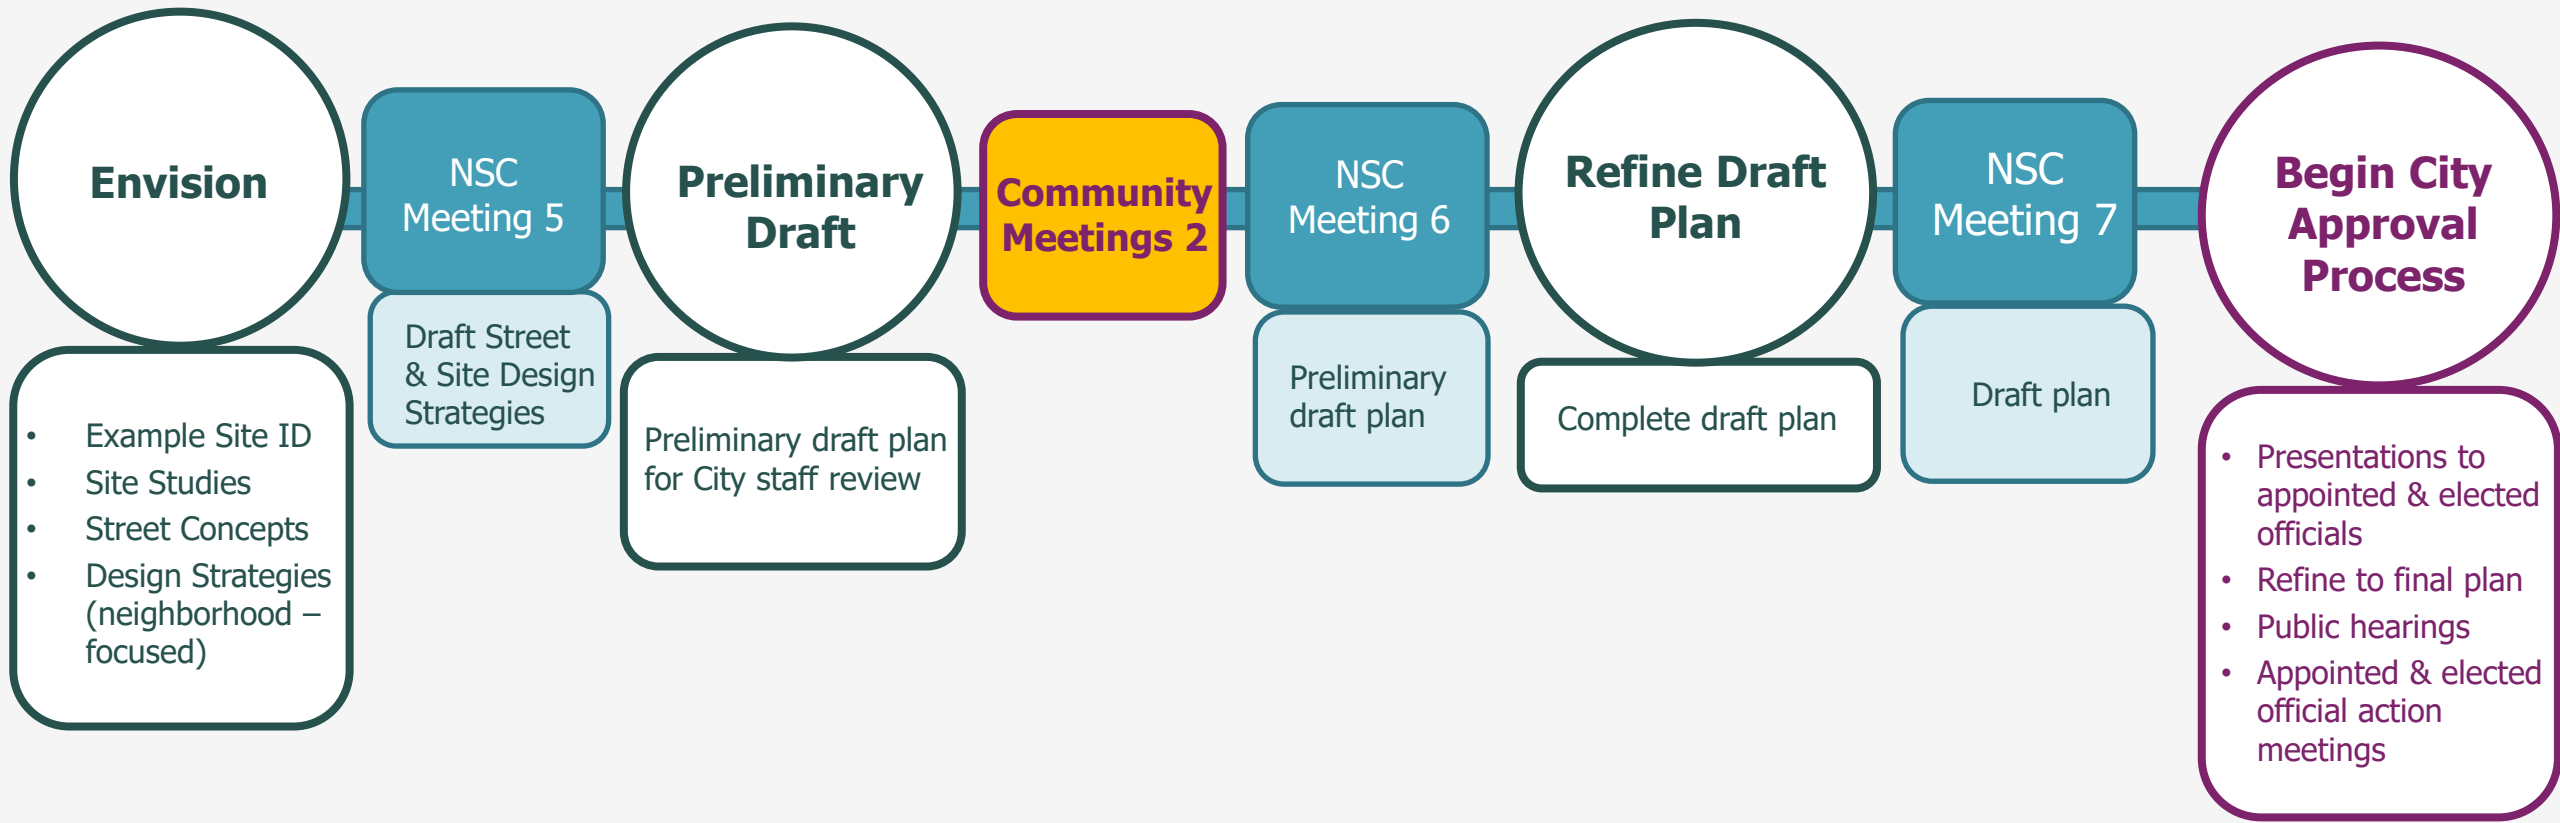 Envision
• Example Site ID
• Site Studies
• Street Concepts
• Design Strategies
(neighborhood –
focused)
NSC
Meeting 5
Draft Street
& Site Design
Strategies
Preliminary
Draft
Preliminary draft plan
for City staff review
Community
Meetings 2
NSC
Meeting 6
Preliminary
draft plan
Refine Draft
Plan
Complete draft plan
NSC
Meeting 7
Draft plan
Begin City
Approval
Process
• Presentations to
appointed & elected
officials
• Refine to final plan
• Public hearings
• Appointed & elected
official action
meetings